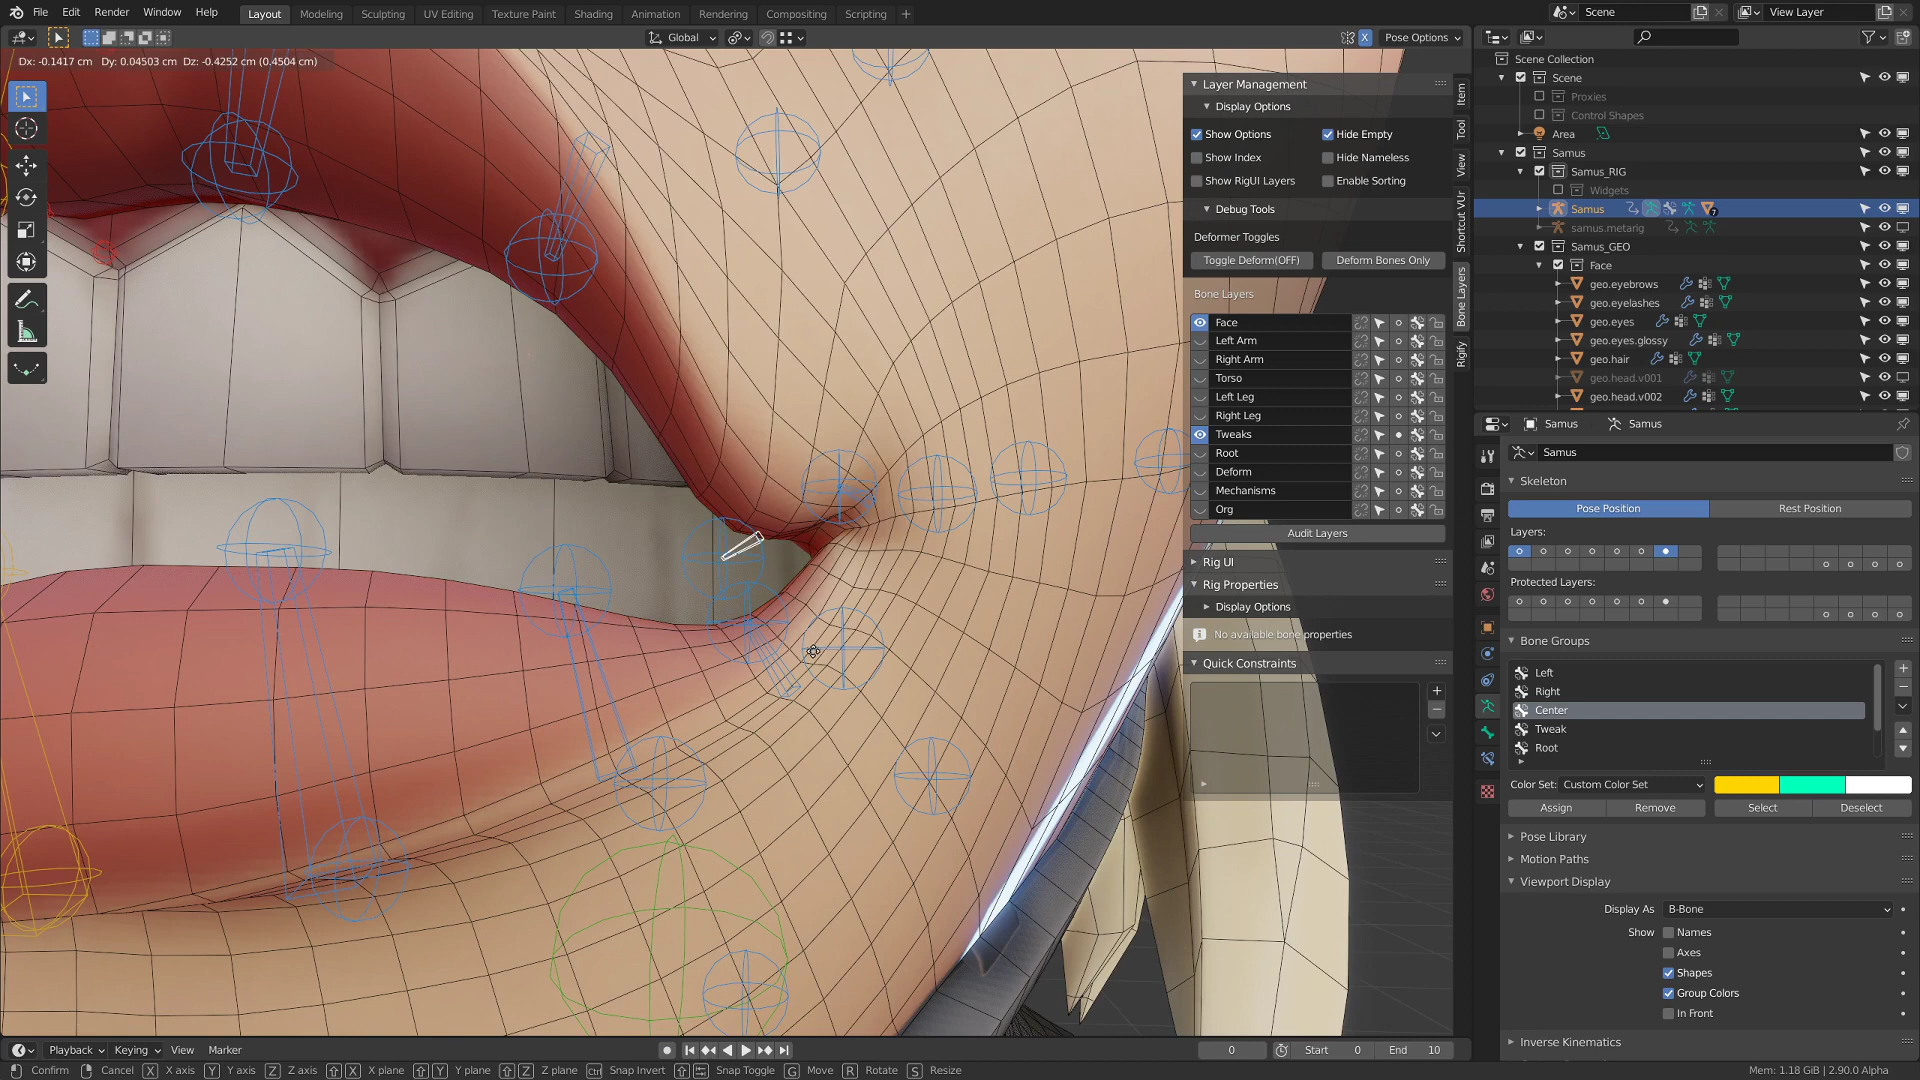 File Edit Render Window Help
Layout Modeling Sculpting UV Editing Texture Paint Shading Animation Rendering Compositing Scripting +
Scene
View Layer
Global
X
Pose Options
Dx: -0.1417 cm Dy: 0.04503 cm Dz: -0.4252 cm (0.4504 cm)
Layer Management
Display Options
Show Options Hide Empty
Show Index Hide Nameless
Show RigUI Layers Enable Sorting
Debug Tools
Deformer Toggles
Toggle Deform(OFF) Deform Bones Only
Bone Layers
Face
Left Arm
Right Arm
Torso
Left Leg
Right Leg
Tweaks
Root
Deform
Mechanisms
Org
Audit Layers
Rig UI
Rig Properties
Display Options
No available bone properties
Quick Constraints
Item
Tool
View
Shortcut VUr
Bone Layers
Rigify
Scene Collection
Scene
Proxies
Control Shapes
Area
Samus
Samus_RIG
Widgets
Samus
samus.metarig
Samus_GEO
Face
geo.eyebrows
geo.eyelashes
geo.eyes
geo.eyes.glossy
geo.hair
geo.head.v001
geo.head.v002
Samus Samus
Samus
Skeleton
Pose Position Rest Position
Layers:
Protected Layers:
Bone Groups
Left
Right
Center
Tweak
Root
Color Set: Custom Color Set
Assign Remove Select Deselect
Pose Library
Motion Paths
Viewport Display
Display As B-Bone
Show Names
Axes
Shapes
Group Colors
In Front
Inverse Kinematics
Playback Keying View Marker
0 Start 0 End 10
Confirm Cancel X X axis Y Y axis Z Z axis X X plane Y Y plane Z Z plane Ctrl Snap Invert Snap Toggle G Move R Rotate S Resize
Mem: 1.18 GiB | 2.90.0 Alpha